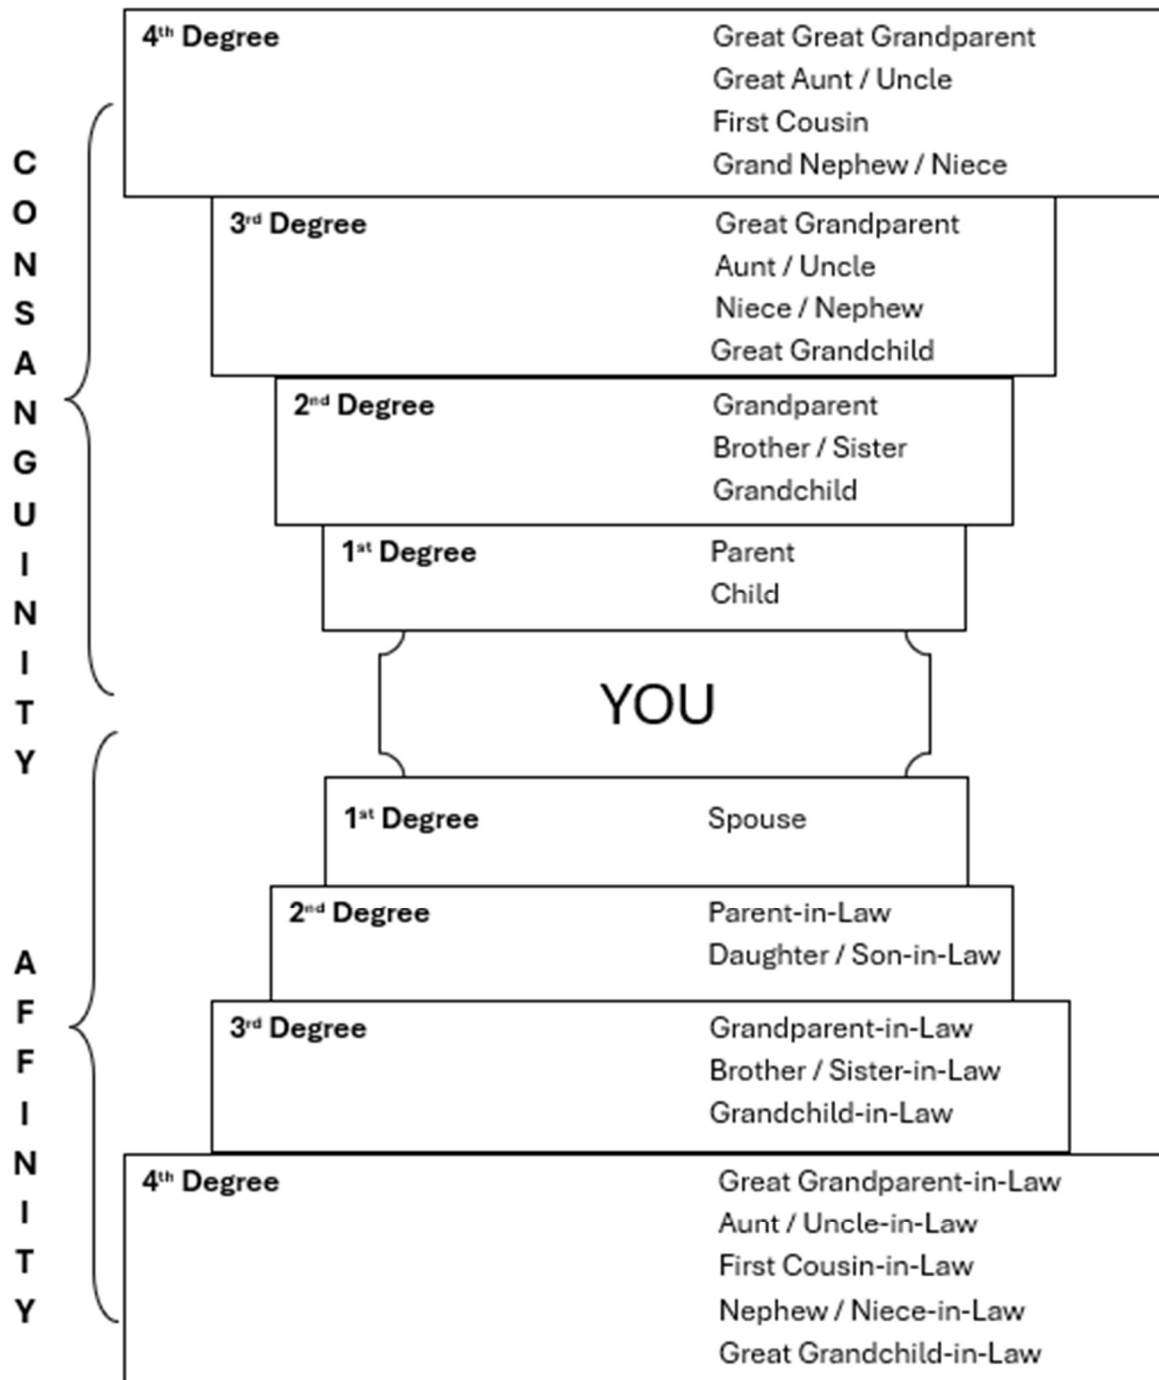 CONSANGUINITY
4th Degree
Great Great Grandparent
Great Aunt / Uncle
First Cousin
Grand Nephew / Niece
3rd Degree
Great Grandparent
Aunt / Uncle
Niece / Nephew
Great Grandchild
2nd Degree
Grandparent
Brother / Sister
Grandchild
1st Degree
Parent
Child
YOU
AFFINITY
1st Degree
Spouse
2nd Degree
Parent-in-Law
Daughter / Son-in-Law
3rd Degree
Grandparent-in-Law
Brother / Sister-in-Law
Grandchild-in-Law
4th Degree
Great Grandparent-in-Law
Aunt / Uncle-in-Law
First Cousin-in-Law
Nephew / Niece-in-Law
Great Grandchild-in-Law